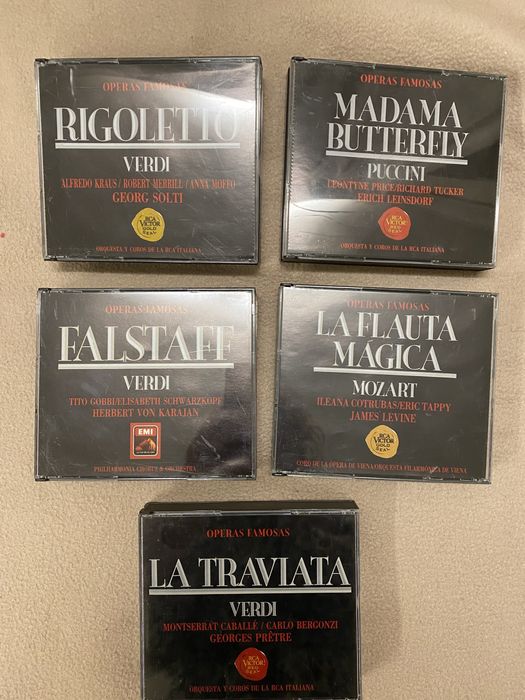 OPERAS FAMOSAS
RIGOLETTO
VERDI
ALFREDO KRAUS / ROBERT MERRILL / ANNA MOFFO
GEORG SOLTI
RCA
VICTOR
GOLD
SEAL
ORQUESTA Y COROS DE LA RCA ITALIANA
OPERAS FAMOSAS
MADAMA
BUTTERFLY
PUCCINI
LEONTYNE PRICE/RICHARD TUCKER
ERICH LEINSDORF
RCA
VICTOR
RED
SEAL
ORQUESTA Y COROS DE LA RCA ITALIANA
OPERAS FAMOSAS
FALSTAFF
VERDI
TITO GOBBI/ELISABETH SCHWARZKOPF
HERBERT VON KARAJAN
EMI
PHILHARMONIA CHORUS & ORCHESTRA
OPERAS FAMOSAS
LA FLAUTA
MÁGICA
MOZART
ILEANA COTRUBAS/ERIC TAPPY
JAMES LEVINE
RCA
VICTOR
GOLD
SEAL
CORO DE LA OPERA DE VIENA/ORQUESTA FILARMONICA DE VIENA
OPERAS FAMOSAS
LA TRAVIATA
VERDI
MONTSERRAT CABALLÉ / CARLO BERGONZI
GEORGES PRÊTRE
RCA
VICTOR
RED
SEAL
ORQUESTA Y COROS DE LA RCA ITALIANA